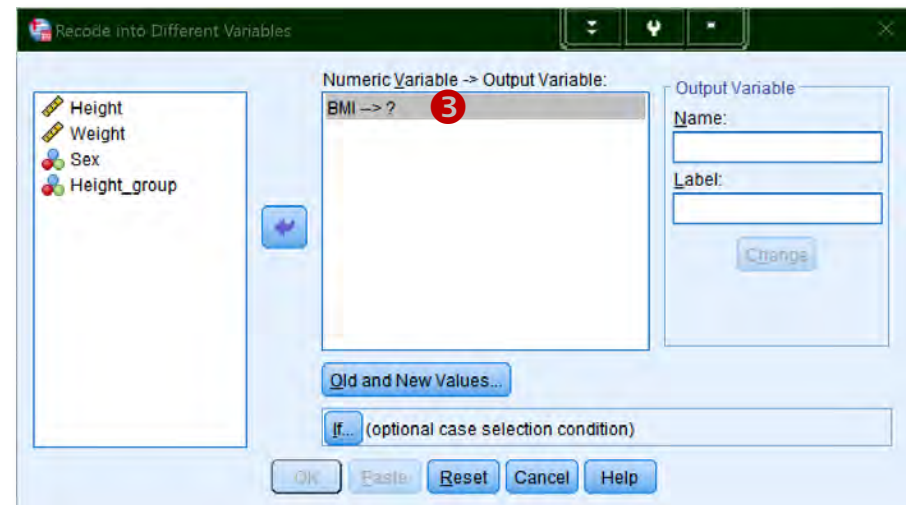 Recode into Different Variables
Height
Weight
Sex
Height_group
Numeric Variable -> Output Variable:
BMI --> ?
3
Output Variable
Name:
Label:
Change
Old and New Values...
If... (optional case selection condition)
OK Paste Reset Cancel Help